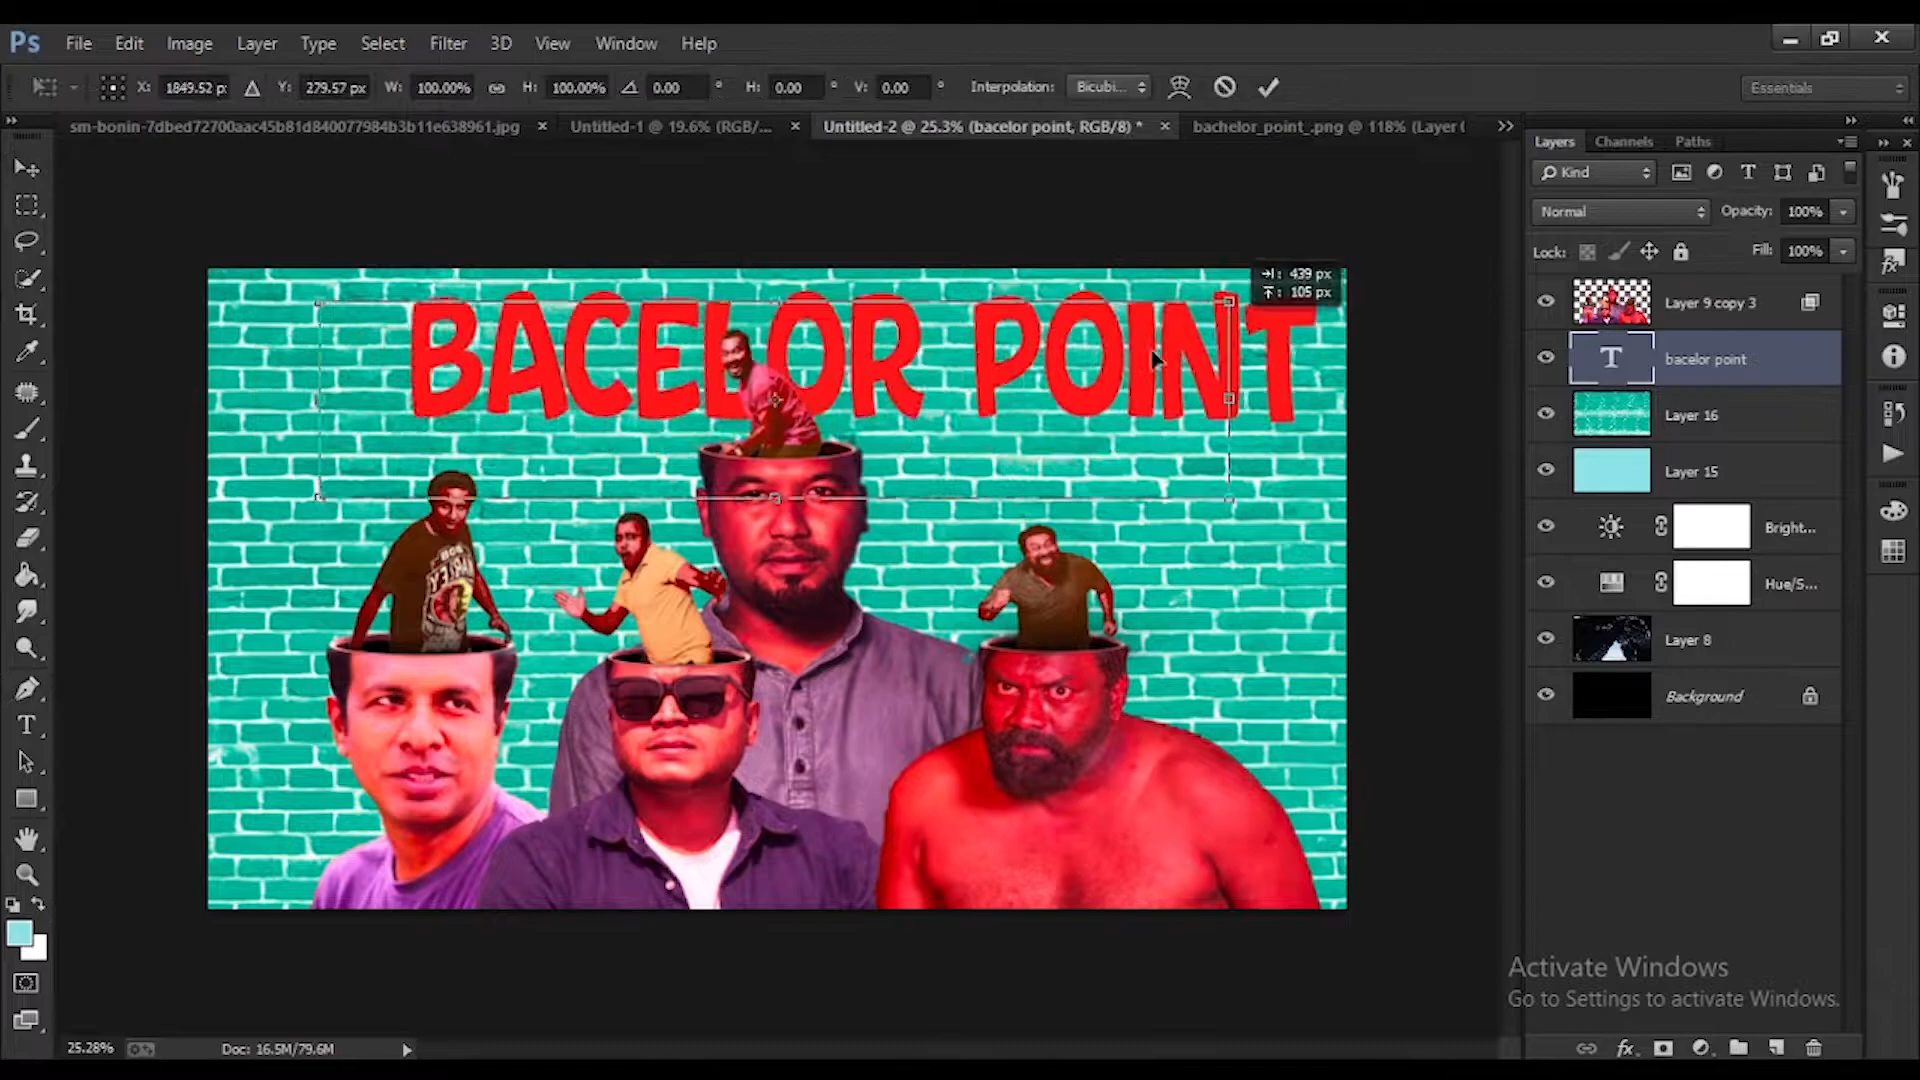 Ps File Edit Image Layer Type Select Filter 3D View Window Help
X: 1849.52 p Y: 279.57 px W: 100.00% H: 100.00% 0.00 ° H: 0.00 ° V: 0.00 ° Interpolation: Bicubi... Essentials
sm-bonin-7dbed72700aac45b81d840077984b3b11e638961.jpg × Untitled-1 @ 19.6% (RGB/... × Untitled-2 @ 25.3% (bacelor point, RGB/8) * × bachelor_point_.png @ 118% (Layer
Layers Channels Paths
Kind
Normal Opacity: 100%
Lock: Fill: 100%
439 px
105 px
BACELOR POINT
Layer 9 copy 3
T bacelor point
Layer 16
Layer 15
Bright...
Hue/S...
Layer 8
Background
Activate Windows
Go to Settings to activate Windows.
25.28% Doc: 16.5M/79.6M